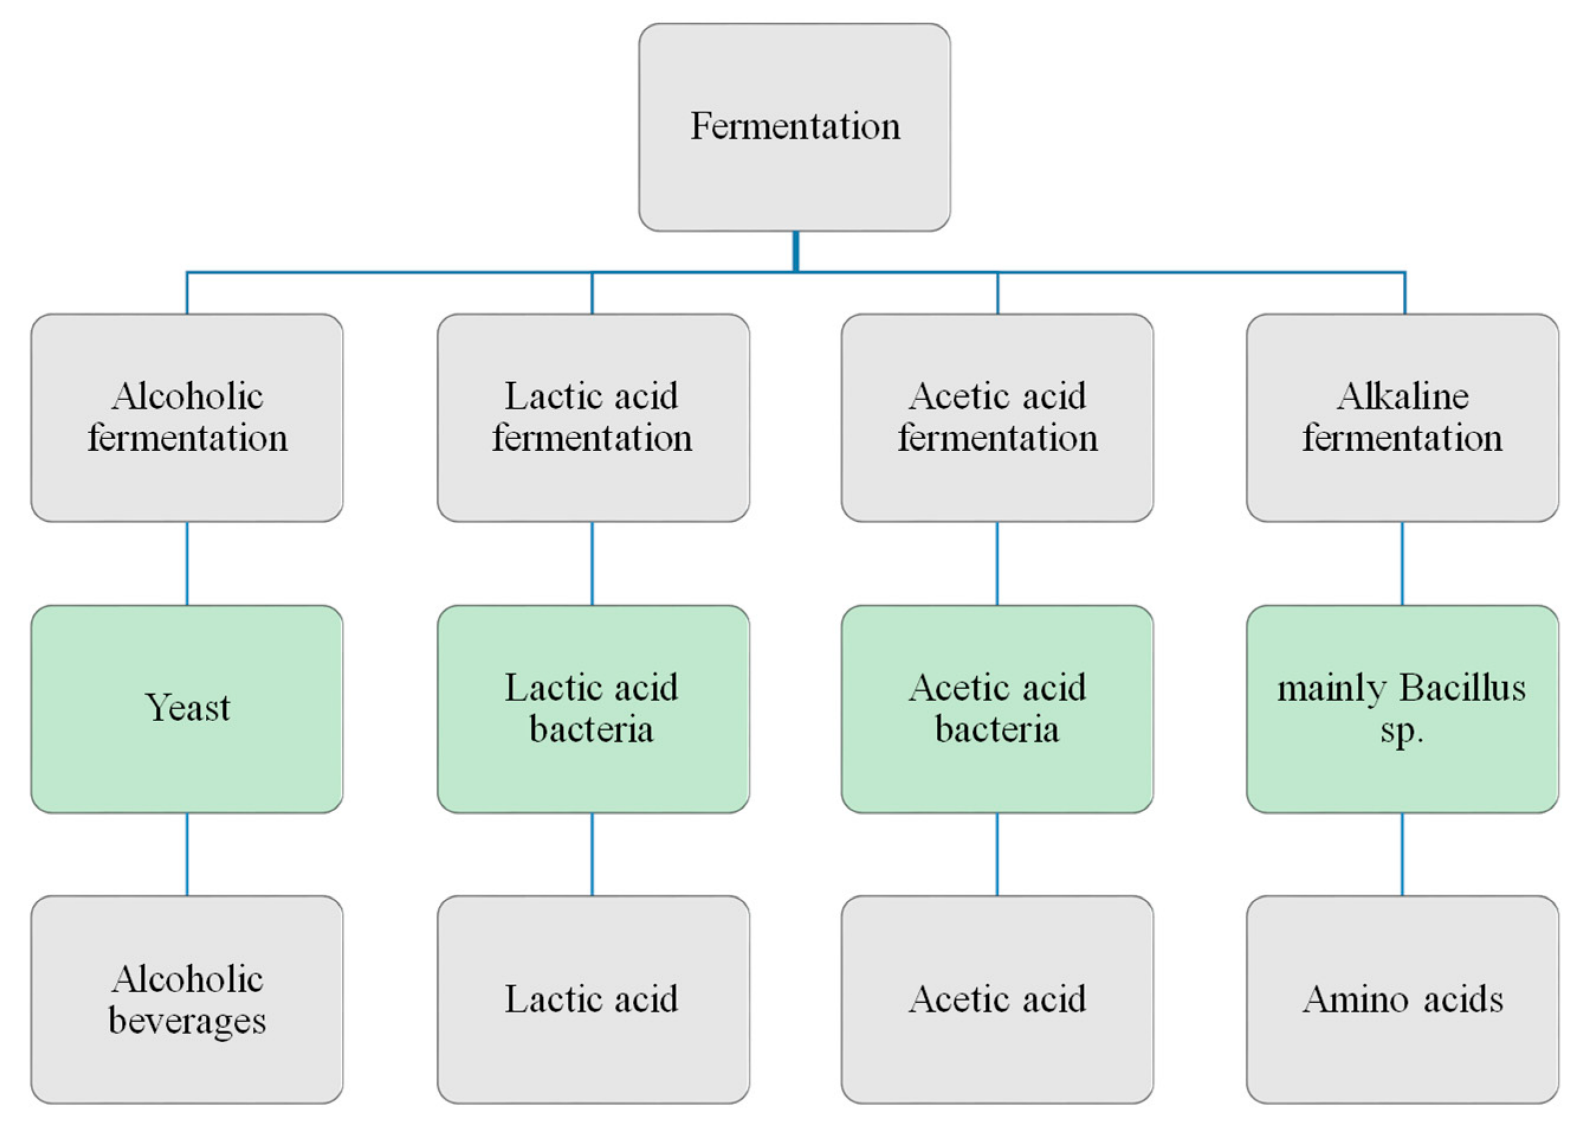 Fermentation
Alcoholic
fermentation
Lactic acid
fermentation
Acetic acid
fermentation
Alkaline
fermentation
Yeast
Lactic acid
bacteria
Acetic acid
bacteria
mainly Bacillus
sp.
Alcoholic
beverages
Lactic acid
Acetic acid
Amino acids